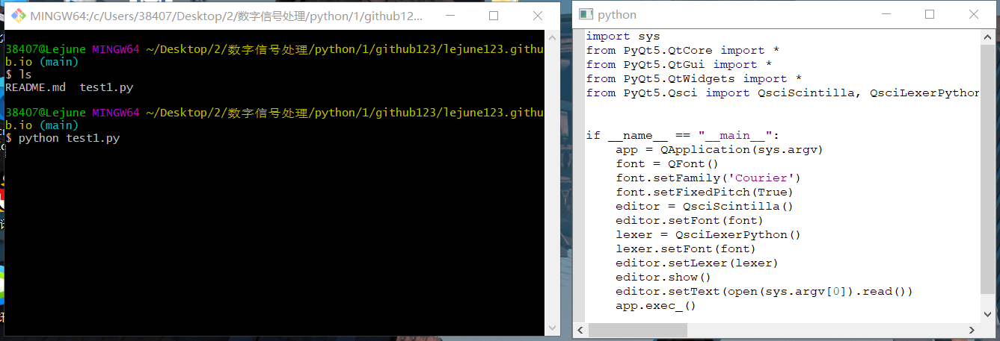 MINGW64:/c/Users/38407/Desktop/2/数字信号处理/python/1/github12...
38407@Lejune MINGW64 ~/Desktop/2/数字信号处理/python/1/github123/lejune123.githu
b.io (main)
$ ls
README.md  test1.py
38407@Lejune MINGW64 ~/Desktop/2/数字信号处理/python/1/github123/lejune123.githu
b.io (main)
$ python test1.py
python
import sys
from PyQt5.QtCore import *
from PyQt5.QtGui import *
from PyQt5.QtWidgets import *
from PyQt5.Qsci import QsciScintilla, QsciLexerPython
if __name__ == "__main__":
    app = QApplication(sys.argv)
    font = QFont()
    font.setFamily('Courier')
    font.setFixedPitch(True)
    editor = QsciScintilla()
    editor.setFont(font)
    lexer = QsciLexerPython()
    lexer.setFont(font)
    editor.setLexer(lexer)
    editor.show()
    editor.setText(open(sys.argv[0]).read())
    app.exec_()